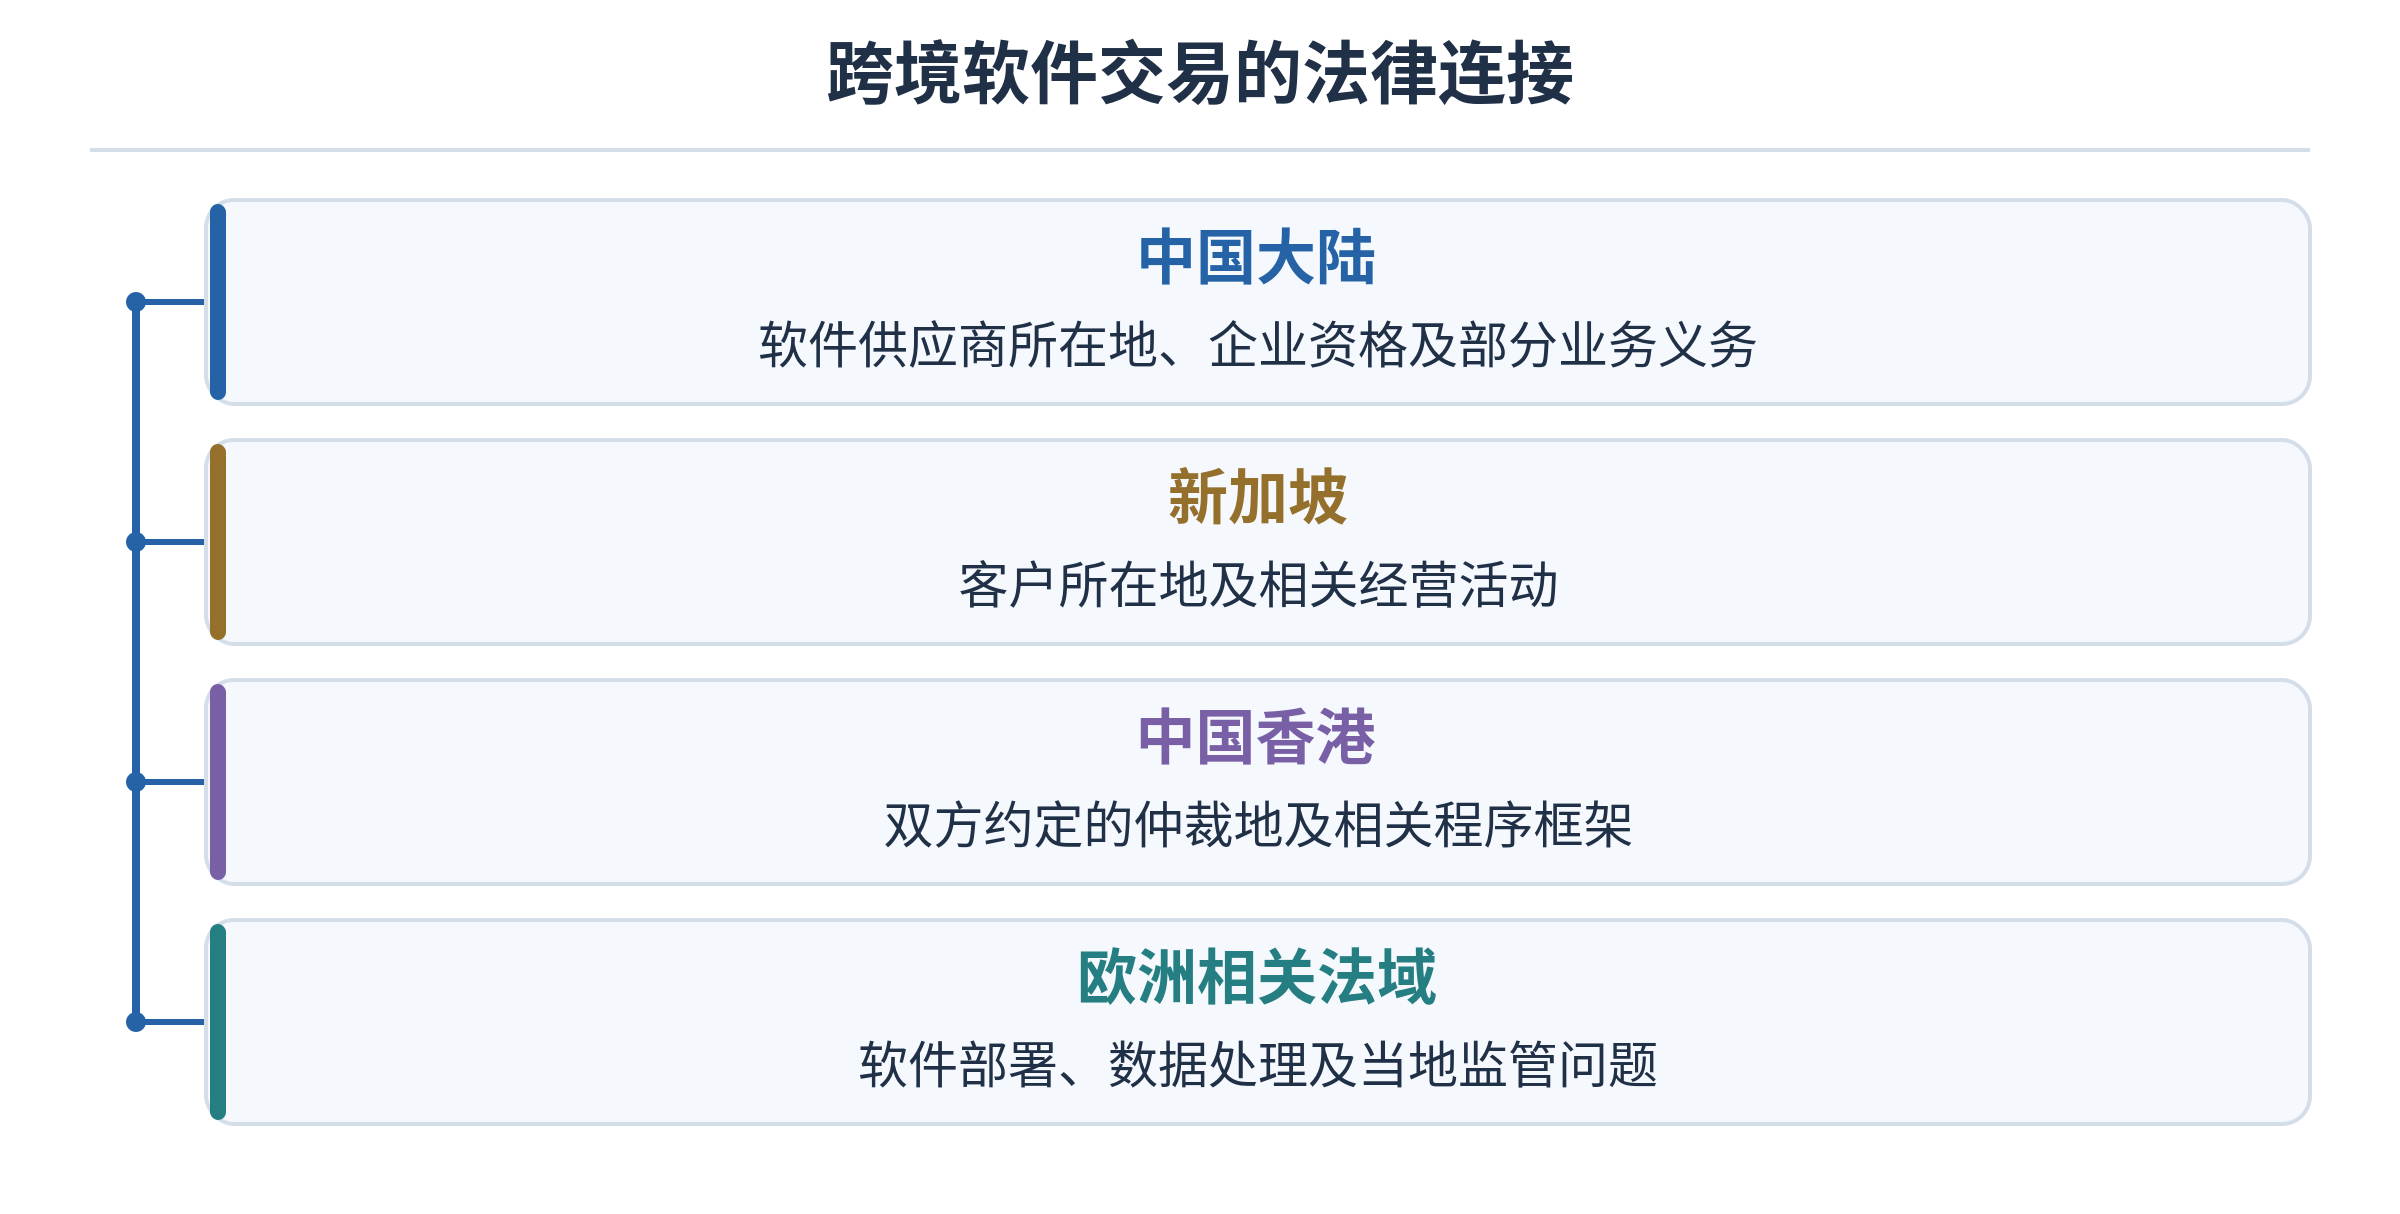 跨境软件交易的法律连接
中国大陆
软件供应商所在地、企业资格及部分业务义务
新加坡
客户所在地及相关经营活动
中国香港
双方约定的仲裁地及相关程序框架
欧洲相关法域
软件部署、数据处理及当地监管问题